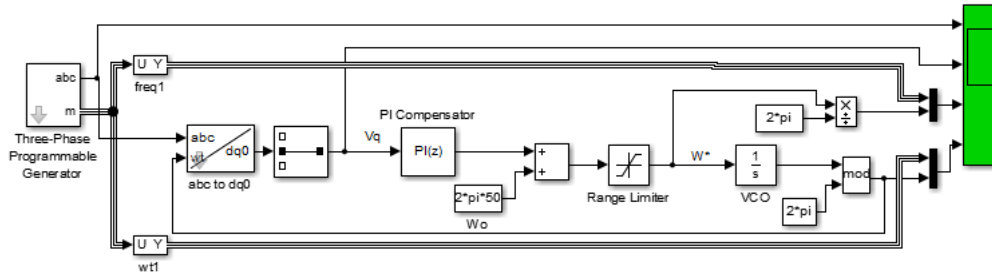 abc
m
Three-Phase
Programmable
Generator
U Y
freq1
abc
wt
dq0
abc to dq0
Vq
PI Compensator
PI(z)
2*pi*50
Wo
+
+
Range Limiter
W*
1
s
VCO
2*pi
×
÷
mod
2*pi
U Y
wt1